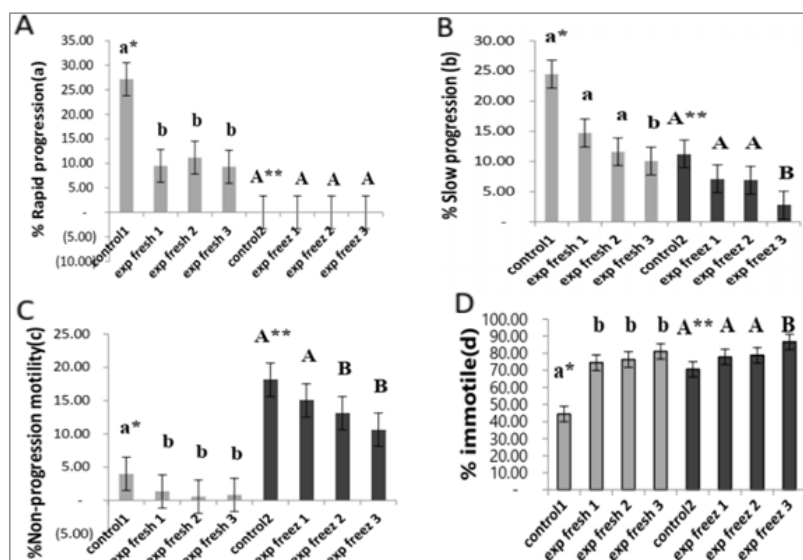 A
% Rapid progression(a)
35.00
30.00
25.00
20.00
15.00
10.00
5.00
-
(5.00)
(10.00)
a*
b
b
b
A**
A
A
A
control1
exp fresh 1
exp fresh 2
exp fresh 3
control2
exp freez 1
exp freez 2
exp freez 3
B
% Slow progression (b)
30.00
25.00
20.00
15.00
10.00
5.00
-
a*
a
a
b
A**
A
A
B
control1
exp fresh 1
exp fresh 2
exp fresh 3
control2
exp freez 1
exp freez 2
exp freez 3
C
%Non-progression motility(c)
25.00
20.00
15.00
10.00
5.00
-
(5.00)
a*
b
b
b
A**
A
B
B
control1
exp fresh 1
exp fresh 2
exp fresh 3
control2
exp freez 1
exp freez 2
exp freez 3
D
% immotile(d)
100.00
90.00
80.00
70.00
60.00
50.00
40.00
30.00
20.00
10.00
-
a*
b
b
b
A**
A
A
B
control1
exp fresh 1
exp fresh 2
exp fresh 3
control2
exp freez 1
exp freez 2
exp freez 3